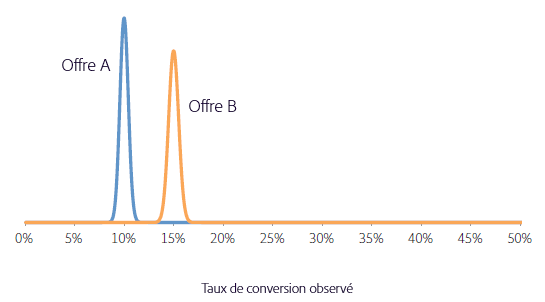 Offre A
Offre B
0% 5% 10% 15% 20% 25% 30% 35% 40% 45% 50%
Taux de conversion observé